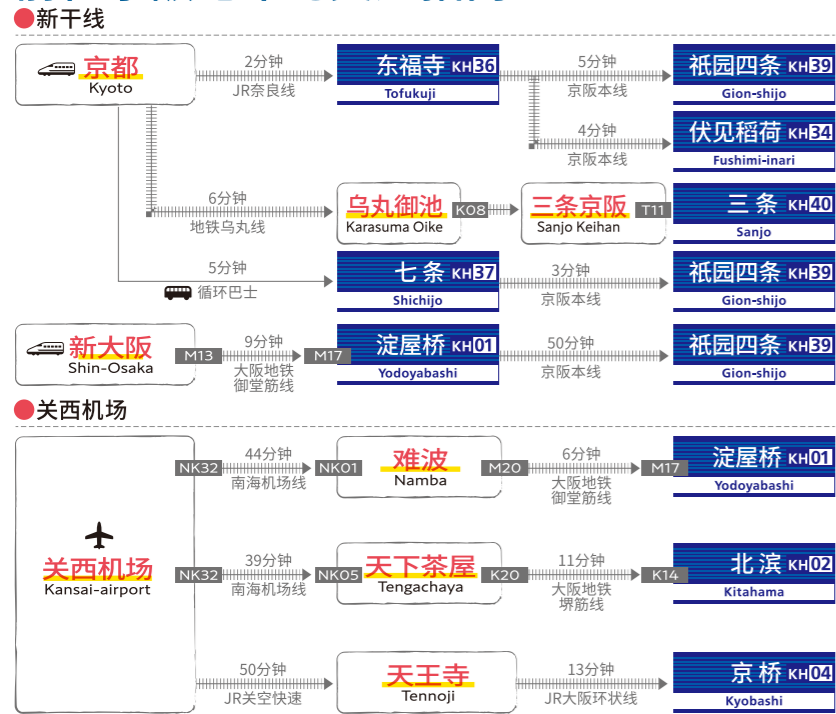 新干线
京都
Kyoto
2分钟
JR奈良线
东福寺 KH36
Tofukuji
5分钟
京阪本线
祇园四条 KH39
Gion-shijo
4分钟
京阪本线
伏见稻荷 KH34
Fushimi-inari
6分钟
地铁乌丸线
乌丸御池
Karasuma Oike
K08
三条京阪
Sanjo Keihan
T11
三条 KH40
Sanjo
5分钟
循环巴士
七条 KH37
Shichijo
3分钟
京阪本线
祇园四条 KH39
Gion-shijo
新大阪
Shin-Osaka
M13
9分钟
大阪地铁
御堂筋线
M17
淀屋桥 KH01
Yodoyabashi
50分钟
京阪本线
祇园四条 KH39
Gion-shijo
关西机场
关西机场
Kansai-airport
NK32
44分钟
南海机场线
NK01
难波
Namba
M20
6分钟
大阪地铁
御堂筋线
M17
淀屋桥 KH01
Yodoyabashi
NK32
39分钟
南海机场线
NK05
天下茶屋
Tengachaya
K20
11分钟
大阪地铁
堺筋线
K14
北滨 KH02
Kitahama
50分钟
JR关空快速
天王寺
Tennoji
13分钟
JR大阪环状线
京桥 KH04
Kyobashi